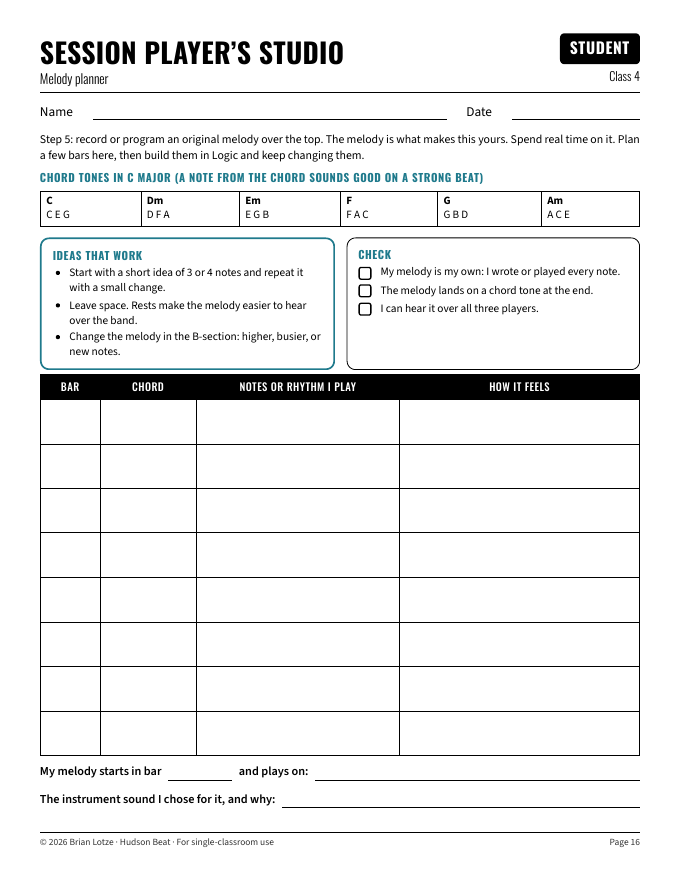 SESSION PLAYER’S STUDIO
STUDENT
Melody planner
Class 4
Name
Date
Step 5: record or program an original melody over the top. The melody is what makes this yours. Spend real time on it. Plan
a few bars here, then build them in Logic and keep changing them.
CHORD TONES IN C MAJOR (A NOTE FROM THE CHORD SOUNDS GOOD ON A STRONG BEAT)
C Dm Em F G Am
C E G D F A E G B F A C G B D A C E
IDEAS THAT WORK
• Start with a short idea of 3 or 4 notes and repeat it
with a small change.
• Leave space. Rests make the melody easier to hear
over the band.
• Change the melody in the B-section: higher, busier, or
new notes.
CHECK
My melody is my own: I wrote or played every note.
The melody lands on a chord tone at the end.
I can hear it over all three players.
BAR CHORD NOTES OR RHYTHM I PLAY HOW IT FEELS
My melody starts in bar and plays on:
The instrument sound I chose for it, and why:
© 2026 Brian Lotze · Hudson Beat · For single-classroom use
Page 16